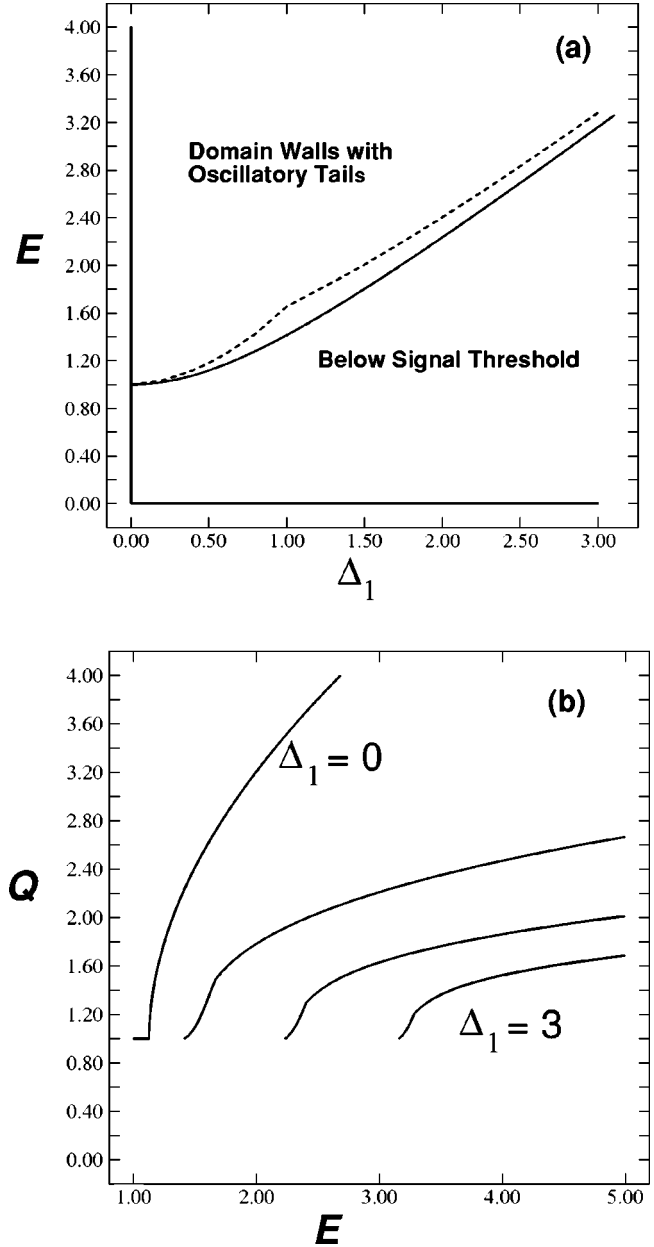 (a)
4.00
3.60
3.20
2.80
2.40
2.00
1.60
1.20
0.80
0.40
0.00
E
Domain Walls with
Oscillatory Tails
Below Signal Threshold
0.00 0.50 1.00 1.50 2.00 2.50 3.00
Δ1
(b)
4.00
3.60
3.20
2.80
2.40
2.00
1.60
1.20
0.80
0.40
0.00
Q
Δ1 = 0
Δ1 = 3
1.00 2.00 3.00 4.00 5.00
E